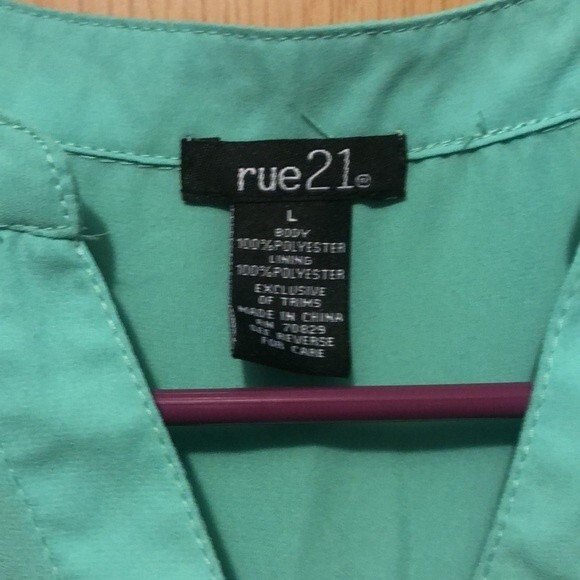 rue21®
L
BODY
100%POLYESTER
LINING
100%POLYESTER
EXCLUSIVE
OF TRIMS
MADE IN CHINA
RN 70829
SEE REVERSE
FOR CARE